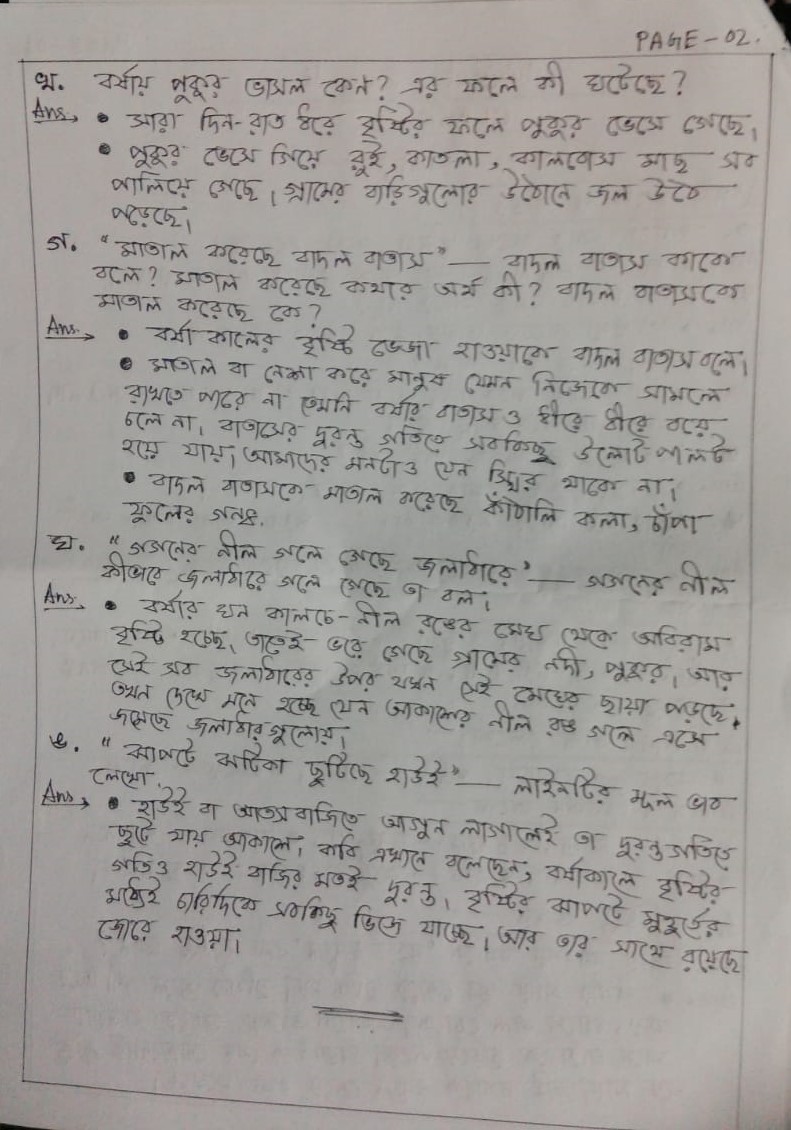 PAGE-02.
খ. বর্ষায় পুকুর ভাসল কেন? এর ফলে কী ঘটেছে?
Ans→ • সারা দিন-রাত ধরে বৃষ্টির ফলে পুকুর ভেসে গেছে।
• পুকুর ভেসে গিয়ে রুই, কাতলা, কালবোস মাছ সব
পালিয়ে গেছে। গ্রামের বাড়িগুলোর উঠোনে জল উঠে
পড়েছে।
গ. "মাতাল করেছে বাদল বাতাস" — বাদল বাতাস কাকে
বলে? মাতাল করেছে কথার অর্থ কী? বাদল বাতাসকে
মাতাল করেছে কে?
Ans.→ • বর্ষাকালের বৃষ্টি ভেজা হাওয়াকে বাদল বাতাস বলে।
• মাতাল বা নেশা করে মানুষ যেমন নিজেকে সামলে
রাখতে পারে না তেমনি বর্ষার বাতাস ও ধীরে ধীরে বয়ে
চলে না। বাতাসের দুরন্ত গতিতে সবকিছু উলোট পালট
হয়ে যায়। আমাদের মনটাও যেন স্থির থাকে না।
• বাদল বাতাসকে মাতাল করেছে কাঁঠালি কলা, চাঁপা
ফুলের গন্ধ।
ঘ. "গগনের নীল গলে গেছে জলাধারে" — গগনের নীল
কীভাবে জলাধারে গলে গেছে তা বল।
Ans.→ • বর্ষার ঘন কালচে-নীল রঙের মেঘ থেকে অবিরাম
বৃষ্টি হচ্ছে, তাতেই ভরে গেছে গ্রামের নদী, পুকুর। আর
সেই সব জলাধারের উপর যখন সেই মেঘের ছায়া পড়ছে,
তখন দেখে মনে হচ্ছে যেন আকাশের নীল রঙ গলে এসে
জমেছে জলাধারগুলোয়।
ঙ. "ঝাপটে ঝটিকা ছুটিছে হাউই" — লাইনটির মূল ভাব
লেখো.
Ans→ • হাউই বা আতসবাজিতে আগুন লাগালেই তা দুরন্ত গতিতে
ছুটে যায় আকাশে। কবি এখানে বলেছেন, বর্ষাকালে বৃষ্টির
গতিও হাউই বাজির মতই দুরন্ত। বৃষ্টির ঝাপটে মুহূর্তের
মধ্যেই চারিদিকে সবকিছু ভিজে যাচ্ছে। আর তার সাথে রয়েছে
জোরে হাওয়া।